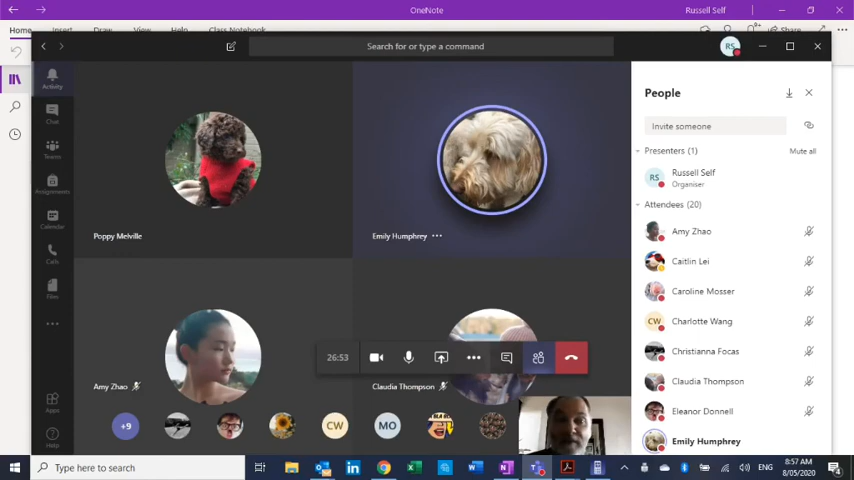 OneNote
Russell Self
Home Insert Draw View Help Class Notebook
Share
Search for or type a command
RS
Activity
Chat
Teams
Assignments
Calendar
Calls
Files
Apps
Help
Poppy Melville
Emily Humphrey
Amy Zhao
Claudia Thompson
26:53
+9
CW
MO
People
Invite someone
Presenters (1)
Mute all
RS
Russell Self
Organiser
Attendees (20)
Amy Zhao
Caitlin Lei
Caroline Mosser
CW
Charlotte Wang
Christianna Focas
Claudia Thompson
Eleanor Donnell
Emily Humphrey
Type here to search
ENG
8:57 AM
8/05/2020